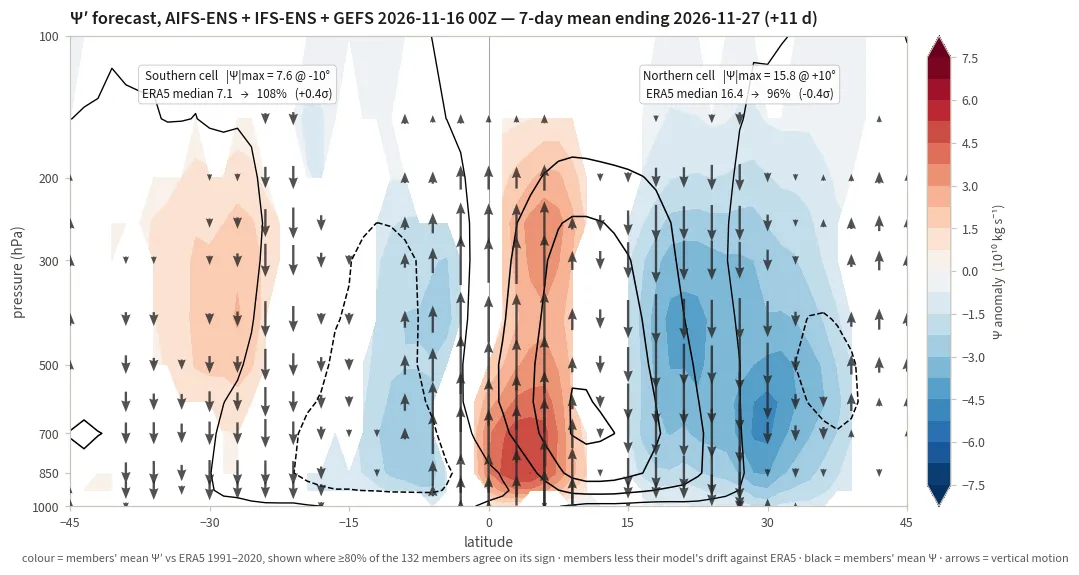 Ψ′ forecast, AIFS-ENS + IFS-ENS + GEFS 2026-11-16 00Z — 7-day mean ending 2026-11-27 (+11 d)
Southern cell |Ψ|max = 7.6 @ -10°
ERA5 median 7.1 → 108% (+0.4σ)
Northern cell |Ψ|max = 15.8 @ +10°
ERA5 median 16.4 → 96% (-0.4σ)
pressure (hPa)
100
200
300
400
500
700
850
1000
−45
−30
−15
0
15
30
45
latitude
7.5
6.0
4.5
3.0
1.5
0.0
−1.5
−3.0
−4.5
−6.0
−7.5
Ψ anomaly (10¹⁰ kg s⁻¹)
colour = members' mean Ψ′ vs ERA5 1991–2020, shown where ≥80% of the 132 members agree on its sign · members less their model's drift against ERA5 · black = members' mean Ψ · arrows = vertical motion